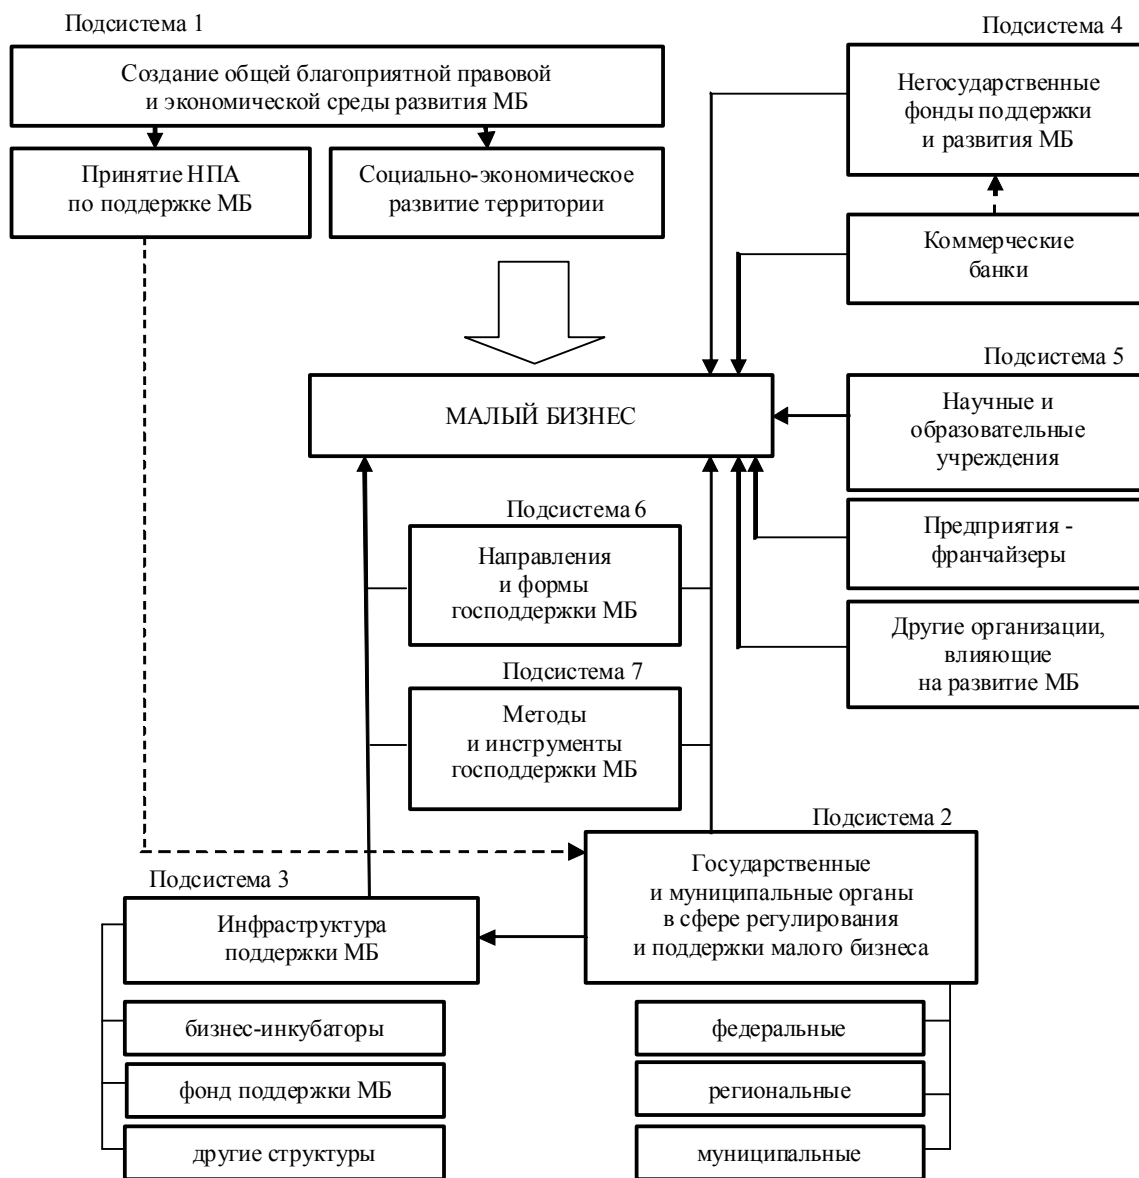 Подсистема 1
Создание общей благоприятной правовой
и экономической среды развития МБ
Принятие НПА
по поддержке МБ
Социально-экономическое
развитие территории
Подсистема 4
Негосударственные
фонды поддержки
и развития МБ
Коммерческие
банки
МАЛЫЙ БИЗНЕС
Подсистема 5
Научные и
образовательные
учреждения
Предприятия -
франчайзеры
Другие организации,
влияющие
на развитие МБ
Подсистема 6
Направления
и формы
господдержки МБ
Подсистема 7
Методы
и инструменты
господдержки МБ
Подсистема 2
Государственные
и муниципальные органы
в сфере регулирования
и поддержки малого бизнеса
федеральные
региональные
муниципальные
Подсистема 3
Инфраструктура
поддержки МБ
бизнес-инкубаторы
фонд поддержки МБ
другие структуры